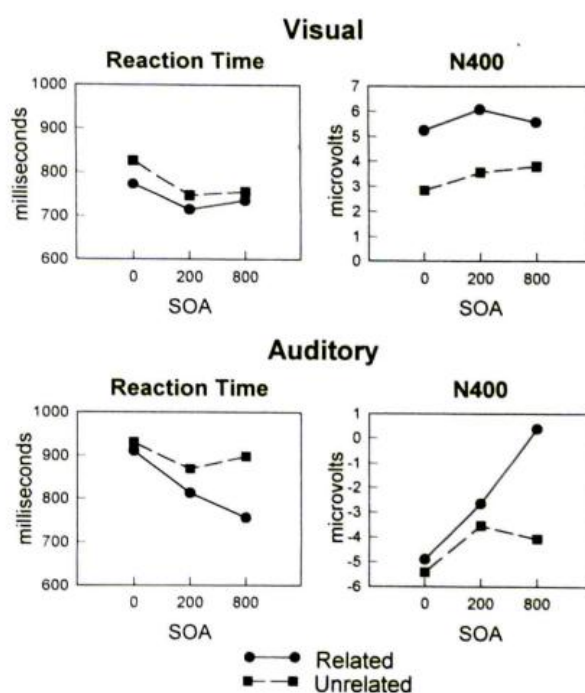 Visual
Reaction Time
N400
milliseconds
1000
900
800
700
600
0 200 800
SOA
microvolts
7
6
5
4
3
2
1
0
0 200 800
SOA
Auditory
Reaction Time
N400
milliseconds
1000
900
800
700
600
0 200 800
SOA
microvolts
1
0
-1
-2
-3
-4
-5
-6
0 200 800
SOA
Related
Unrelated